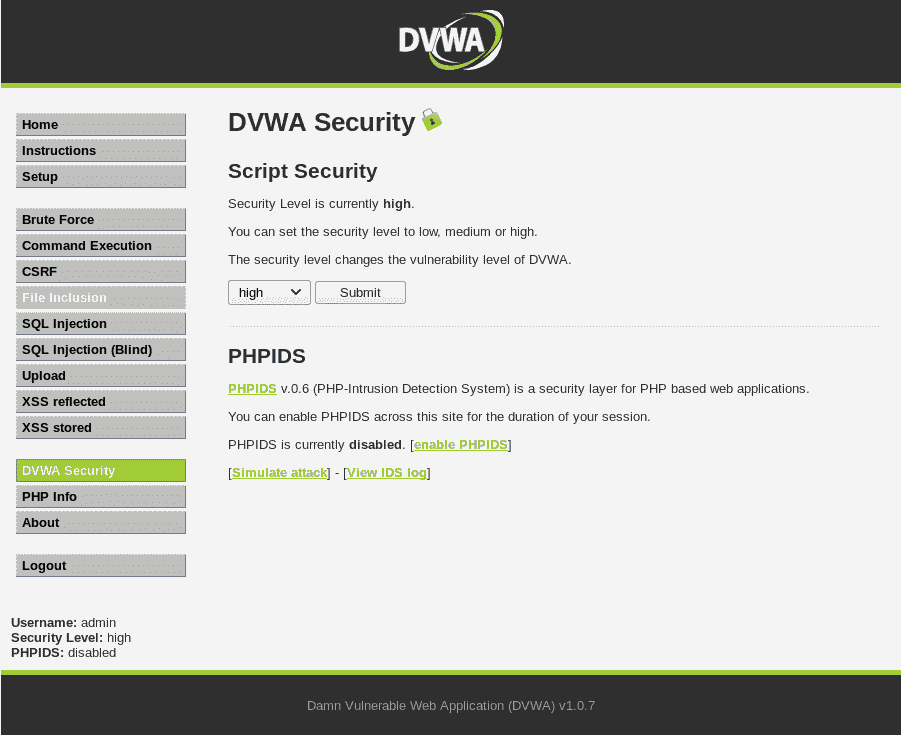 DVWA
Home
Instructions
Setup
Brute Force
Command Execution
CSRF
File Inclusion
SQL Injection
SQL Injection (Blind)
Upload
XSS reflected
XSS stored
DVWA Security
PHP Info
About
Logout
Username: admin
Security Level: high
PHPIDS: disabled
DVWA Security
Script Security
Security Level is currently high.
You can set the security level to low, medium or high.
The security level changes the vulnerability level of DVWA.
high Submit
PHPIDS
PHPIDS v.0.6 (PHP-Intrusion Detection System) is a security layer for PHP based web applications.
You can enable PHPIDS across this site for the duration of your session.
PHPIDS is currently disabled. [enable PHPIDS]
[Simulate attack] - [View IDS log]
Damn Vulnerable Web Application (DVWA) v1.0.7